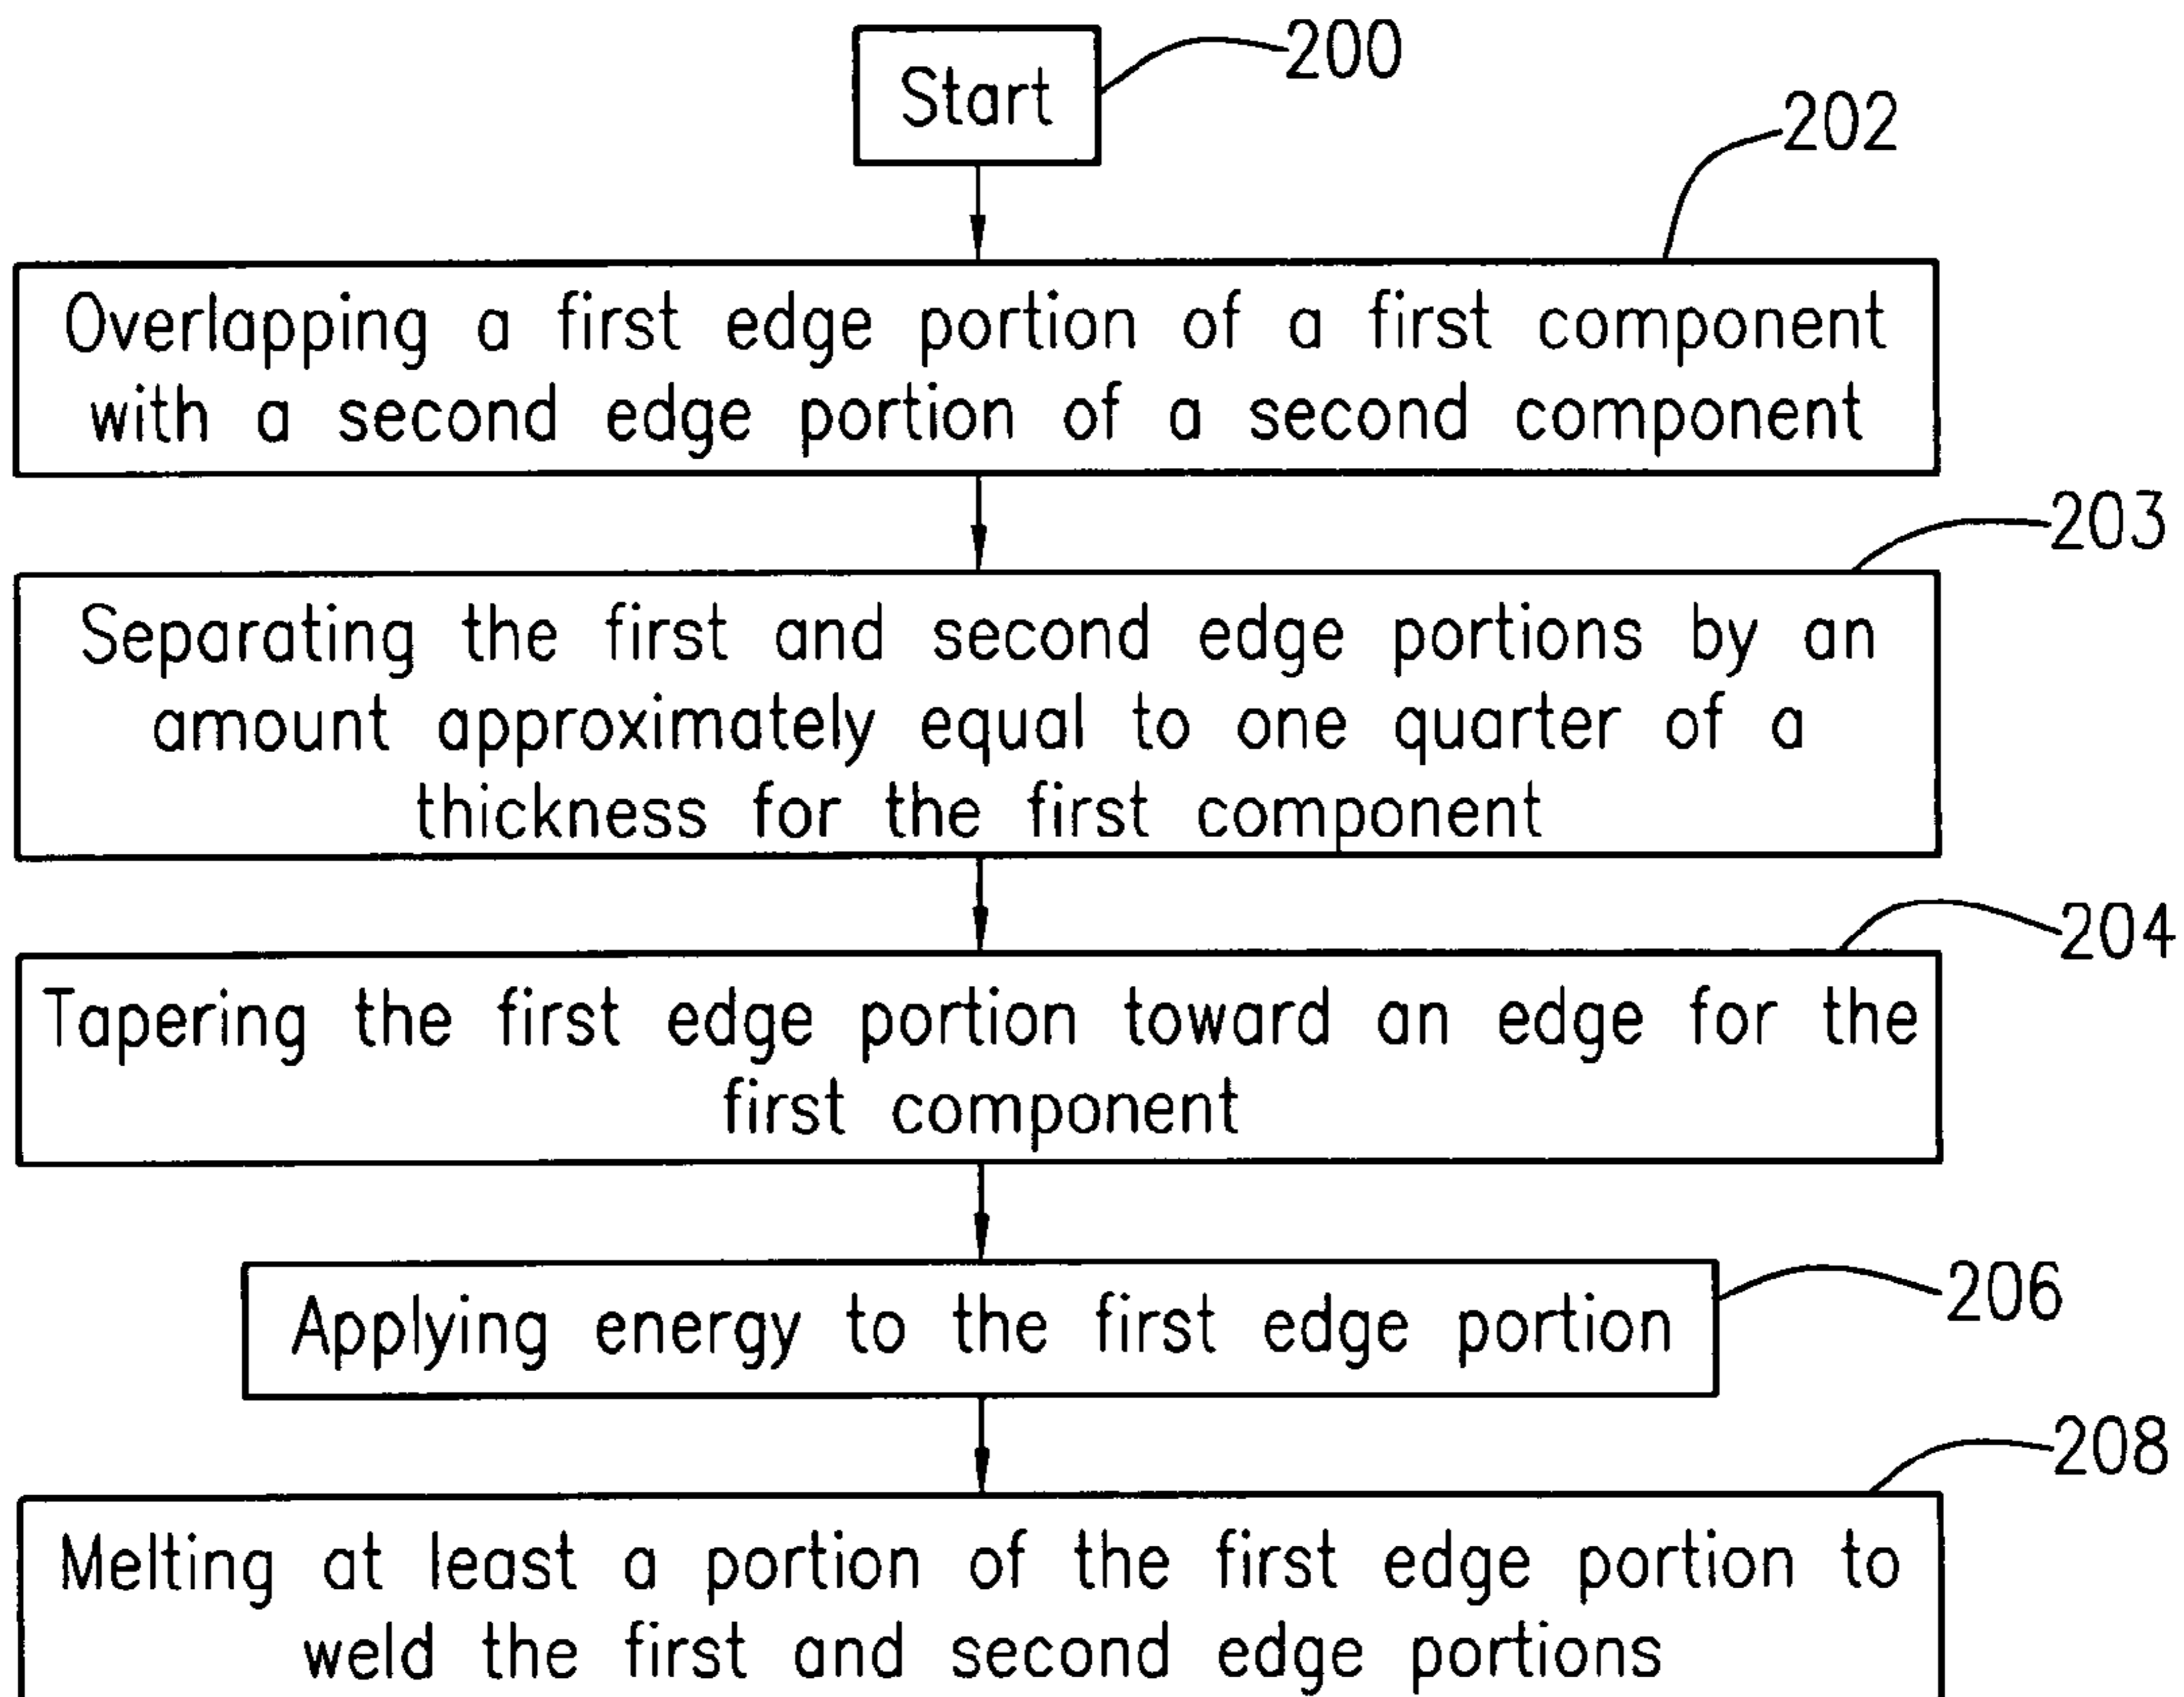 Start
200
202
Overlapping a first edge portion of a first component
with a second edge portion of a second component
203
Separating the first and second edge portions by an
amount approximately equal to one quarter of a
thickness for the first component
204
Tapering the first edge portion toward an edge for the
first component
206
Applying energy to the first edge portion
208
Melting at least a portion of the first edge portion to
weld the first and second edge portions